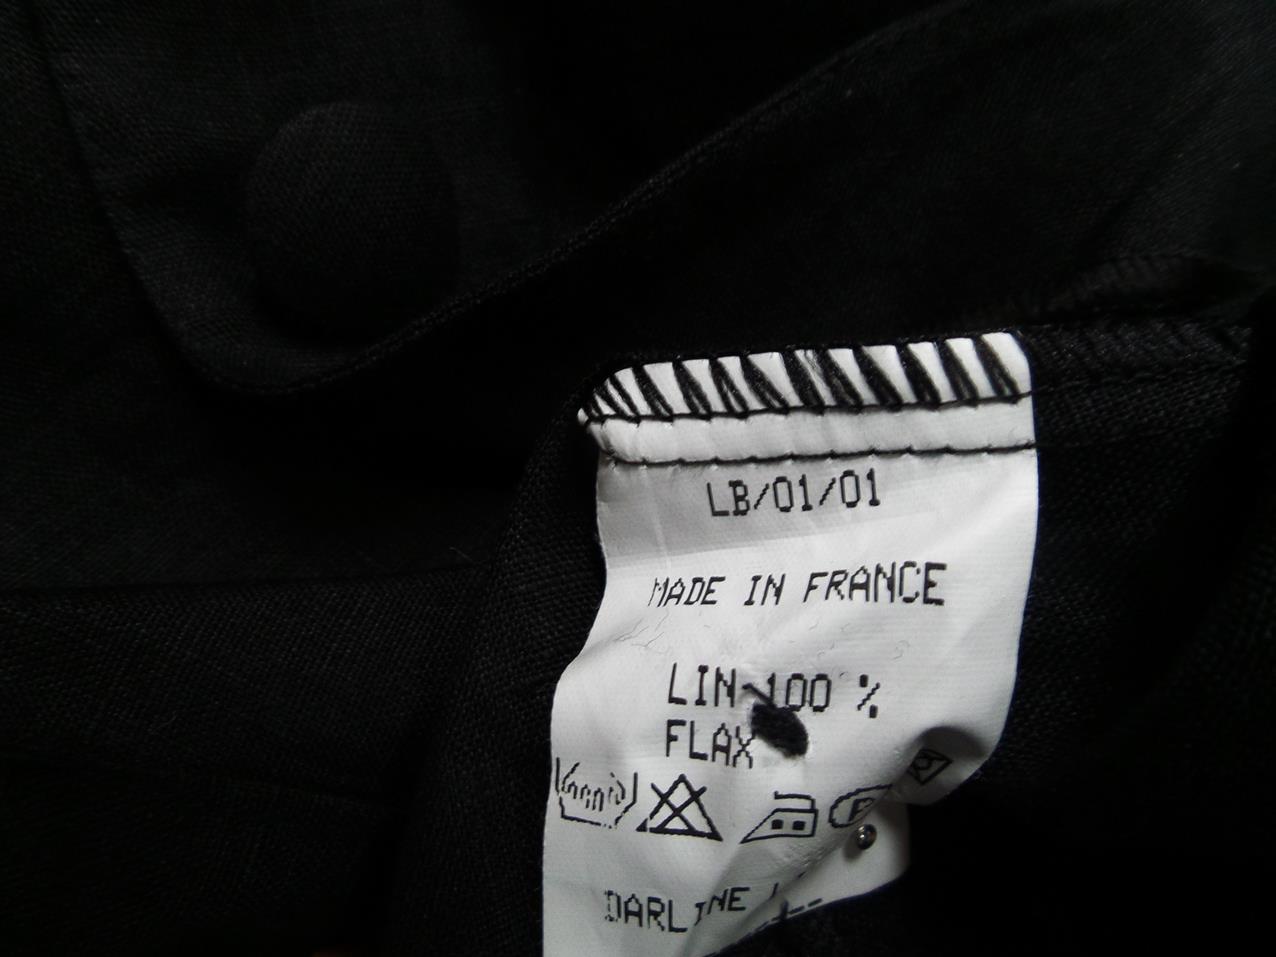 LB/01/01
MADE IN FRANCE
LIN 100 %
FLAX
P
DARLINE